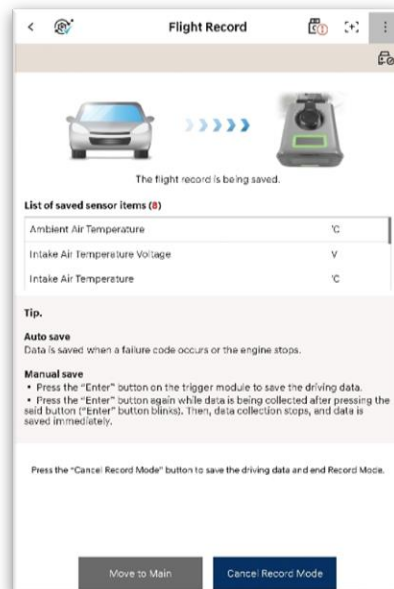 Flight Record
The flight record is being saved.
List of saved sensor items (8)
Ambient Air Temperature °C
Intake Air Temperature Voltage V
Intake Air Temperature °C
Tip.
Auto save
Data is saved when a failure code occurs or the engine stops.
Manual save
• Press the "Enter" button on the trigger module to save the driving data.
• Press the "Enter" button again while data is being collected after pressing the
said button ("Enter" button blinks). Then, data collection stops, and data is
saved immediately.
Press the "Cancel Record Mode" button to save the driving data and end Record Mode.
Move to Main
Cancel Record Mode